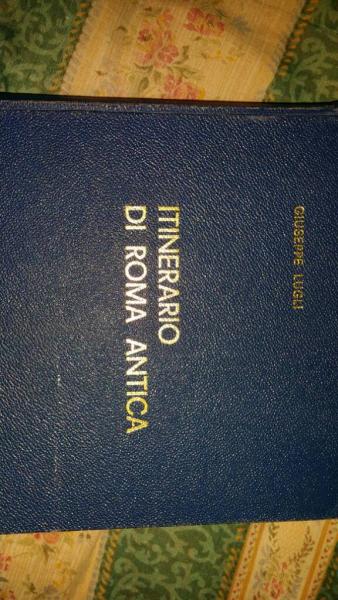 GIUSEPPE LUGLI
ITINERARIO
DI ROMA ANTICA